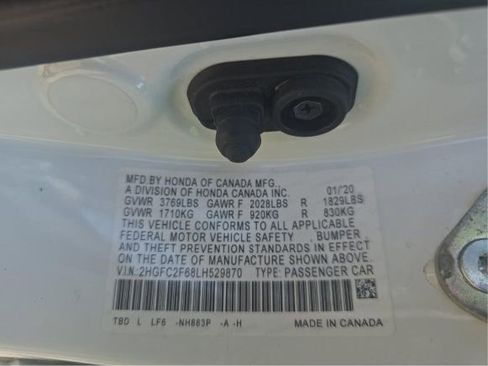 MFD BY HONDA OF CANADA MFG.,
A DIVISION OF HONDA CANADA INC. 01/20
GVWR 3769LBS GAWR F 2028LBS R 1829LBS
GVWR 1710KG GAWR F 920KG R 830KG
THIS VEHICLE CONFORMS TO ALL APPLICABLE
FEDERAL MOTOR VEHICLE SAFETY , BUMPER
AND THEFT PREVENTION STANDARDS IN EFFECT
ON THE DATE OF MANUFACTURE SHOWN ABOVE.
V.I.N.:2HGFC2F68LH529870 TYPE: PASSENGER CAR
TBD L LF6 -NH883P -A -H MADE IN CANADA